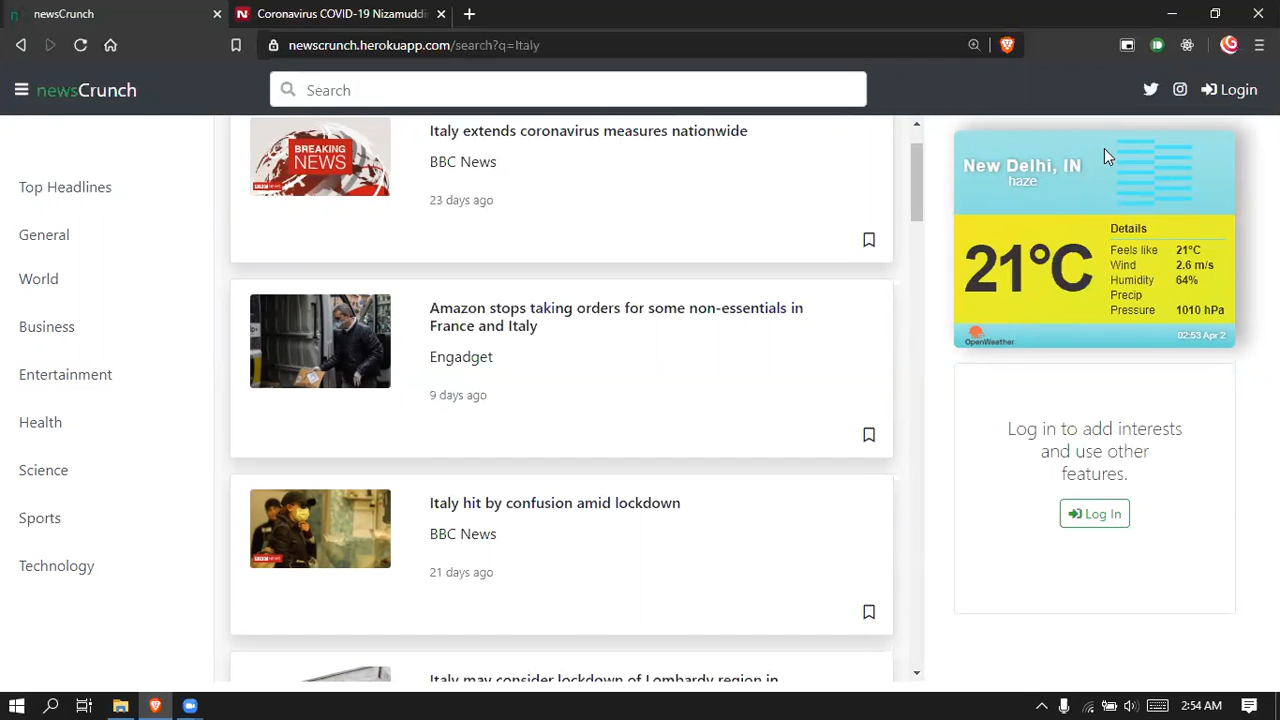 newsCrunch
Coronavirus COVID-19 Nizamuddin
newscrunch.herokuapp.com/search?q=Italy
newsCrunch
Search
Login
Top Headlines
General
World
Business
Entertainment
Health
Science
Sports
Technology
BREAKING
NEWS
Italy extends coronavirus measures nationwide
BBC News
23 days ago
Amazon stops taking orders for some non-essentials in
France and Italy
Engadget
9 days ago
Italy hit by confusion amid lockdown
BBC News
21 days ago
Italy may consider lockdown of Lombardy region in
New Delhi, IN
haze
21°C
Details
Feels like 21°C
Wind 2.6 m/s
Humidity 64%
Precip
Pressure 1010 hPa
OpenWeather
02:53 Apr 2
Log in to add interests
and use other
features.
Log In
2:54 AM